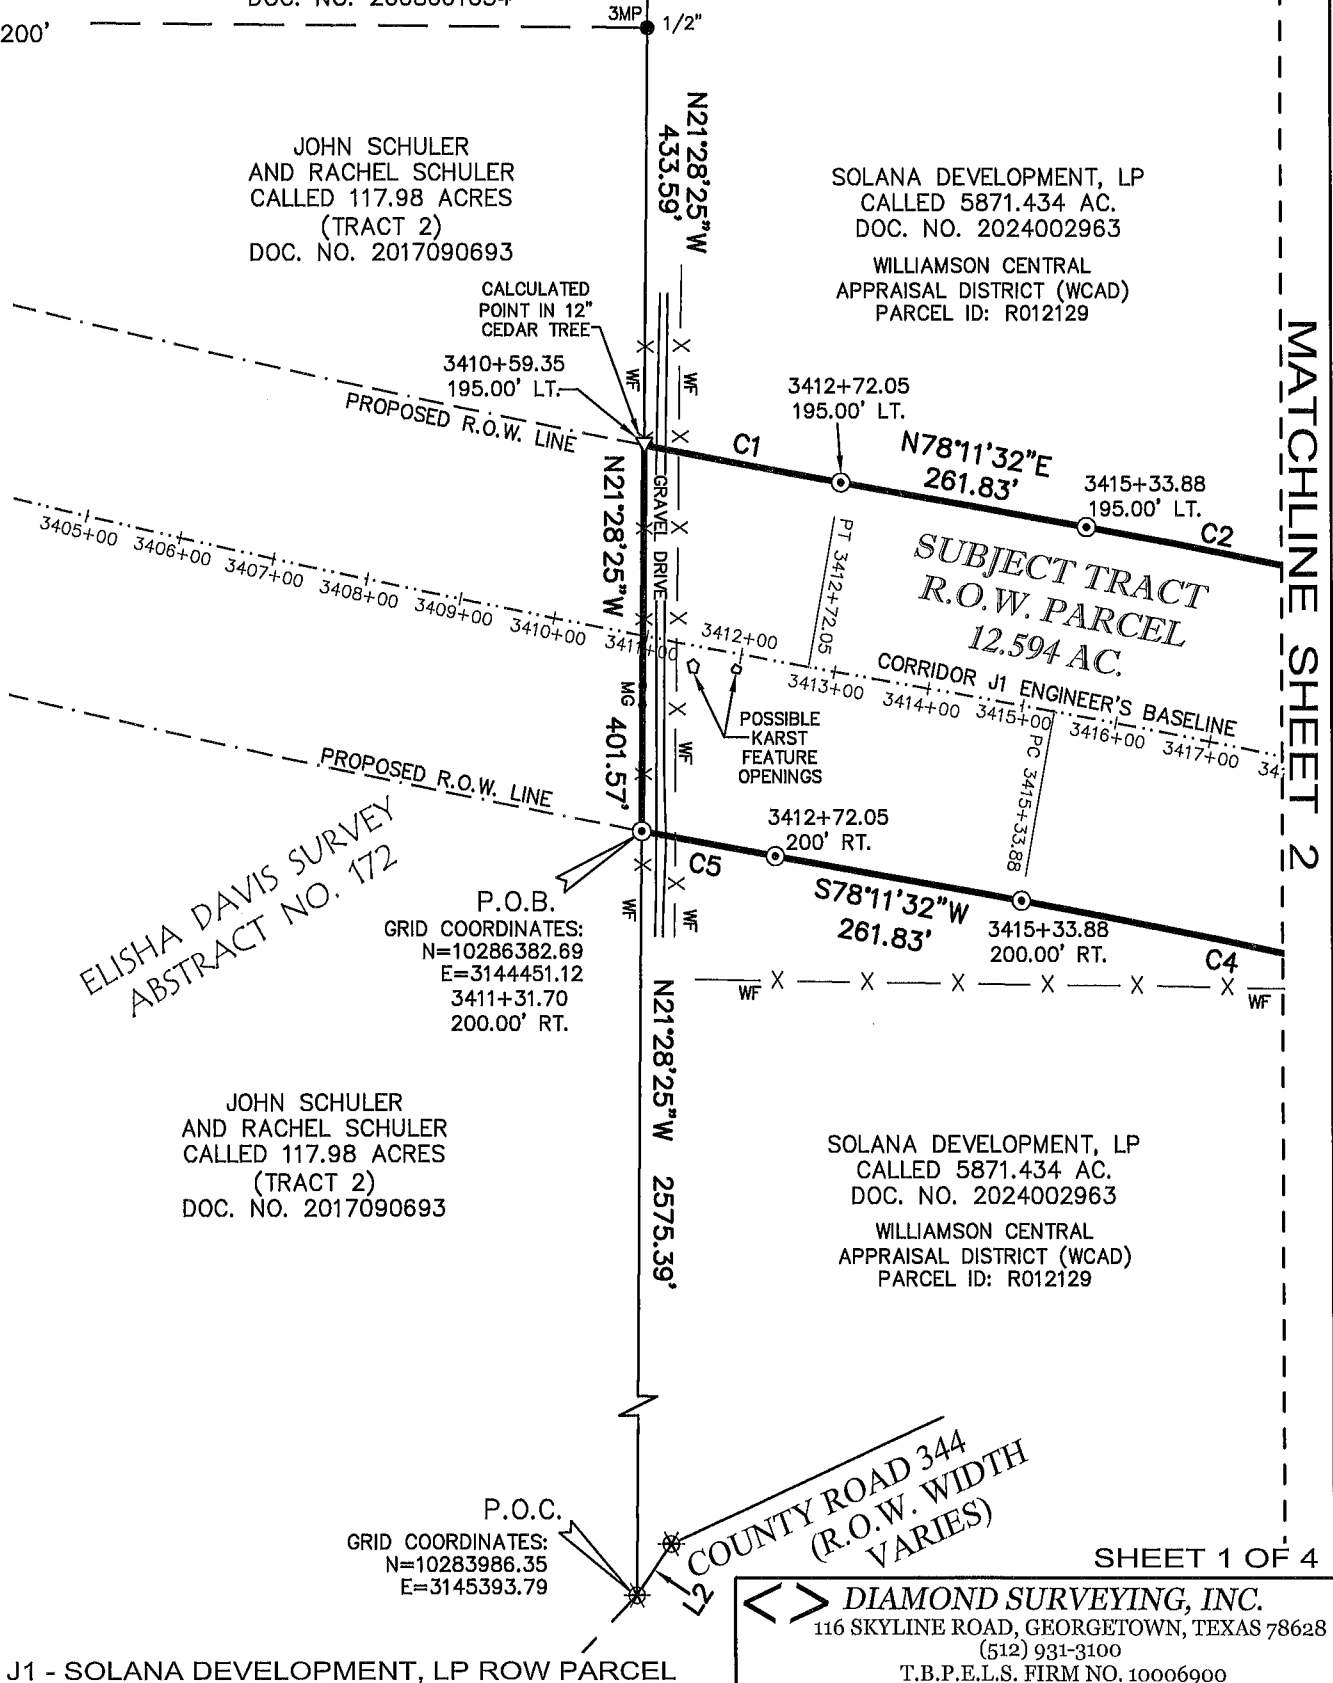 200'
3MP
1/2"
N21°28'25"W
433.59'
JOHN SCHULER
AND RACHEL SCHULER
CALLED 117.98 ACRES
(TRACT 2)
DOC. NO. 2017090693
SOLANA DEVELOPMENT, LP
CALLED 5871.434 AC.
DOC. NO. 2024002963
WILLIAMSON CENTRAL
APPRAISAL DISTRICT (WCAD)
PARCEL ID: R012129
CALCULATED
POINT IN 12"
CEDAR TREE
3410+59.35
195.00' LT.
X
X
WF
WF
X
X
MATCHLINE SHEET 2
PROPOSED R.O.W. LINE
C1
3412+72.05
195.00' LT.
N78°11'32"E
261.83'
3415+33.88
195.00' LT.
C2
N21°28'25"W
GRAVEL DRIVE
X
X
3405+00
3406+00
3407+00
3408+00
3409+00
3410+00
3411+00
3412+00
3413+00
3414+00
3415+00
3416+00
3417+00
34
PT 3412+72.05
SUBJECT TRACT
R.O.W. PARCEL
12.594 AC.
CORRIDOR J1 ENGINEER'S BASELINE
X
X
MG
401.57'
X
WF
X
POSSIBLE
KARST
FEATURE
OPENINGS
PC 3415+33.88
PROPOSED R.O.W. LINE
ELISHA DAVIS SURVEY
ABSTRACT NO. 172
3412+72.05
200' RT.
C5
X
X
WF
WF
S78°11'32"W
261.83'
3415+33.88
200.00' RT.
C4
P.O.B.
GRID COORDINATES:
N=10286382.69
E=3144451.12
3411+31.70
200.00' RT.
WF X X X X X X WF
N21°28'25"W 2575.39'
JOHN SCHULER
AND RACHEL SCHULER
CALLED 117.98 ACRES
(TRACT 2)
DOC. NO. 2017090693
SOLANA DEVELOPMENT, LP
CALLED 5871.434 AC.
DOC. NO. 2024002963
WILLIAMSON CENTRAL
APPRAISAL DISTRICT (WCAD)
PARCEL ID: R012129
P.O.C.
GRID COORDINATES:
N=10283986.35
E=3145393.79
L2
COUNTY ROAD 344
(R.O.W. WIDTH
VARIES)
SHEET 1 OF 4
DIAMOND SURVEYING, INC.
116 SKYLINE ROAD, GEORGETOWN, TEXAS 78628
(512) 931-3100
T.B.P.E.L.S. FIRM NO. 10006900
J1 - SOLANA DEVELOPMENT, LP ROW PARCEL